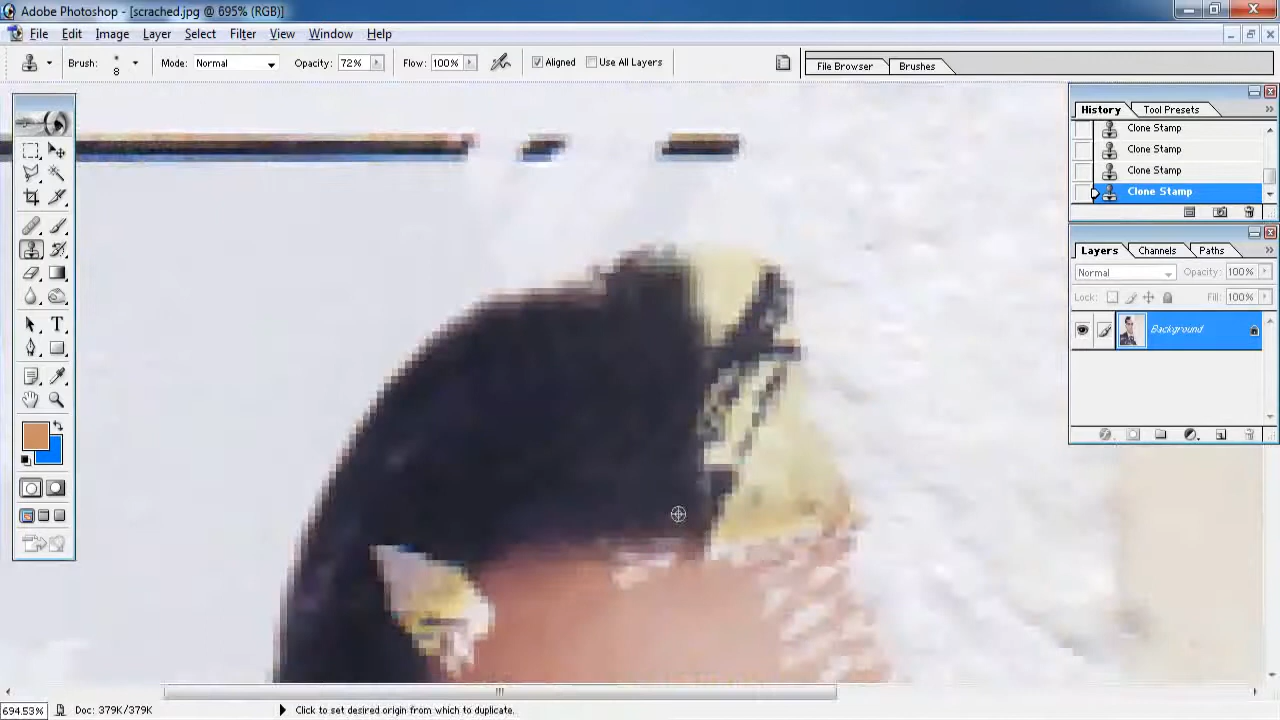 Adobe Photoshop - [scrached.jpg @ 695% (RGB)]
File Edit Image Layer Select Filter View Window Help
Brush: 8 Mode: Normal Opacity: 72% Flow: 100% Aligned Use All Layers File Browser Brushes
History Tool Presets
Clone Stamp
Clone Stamp
Clone Stamp
Clone Stamp
Layers Channels Paths
Normal Opacity: 100%
Lock: Fill: 100%
Background
694.53% Doc: 379K/379K Click to set desired origin from which to duplicate.